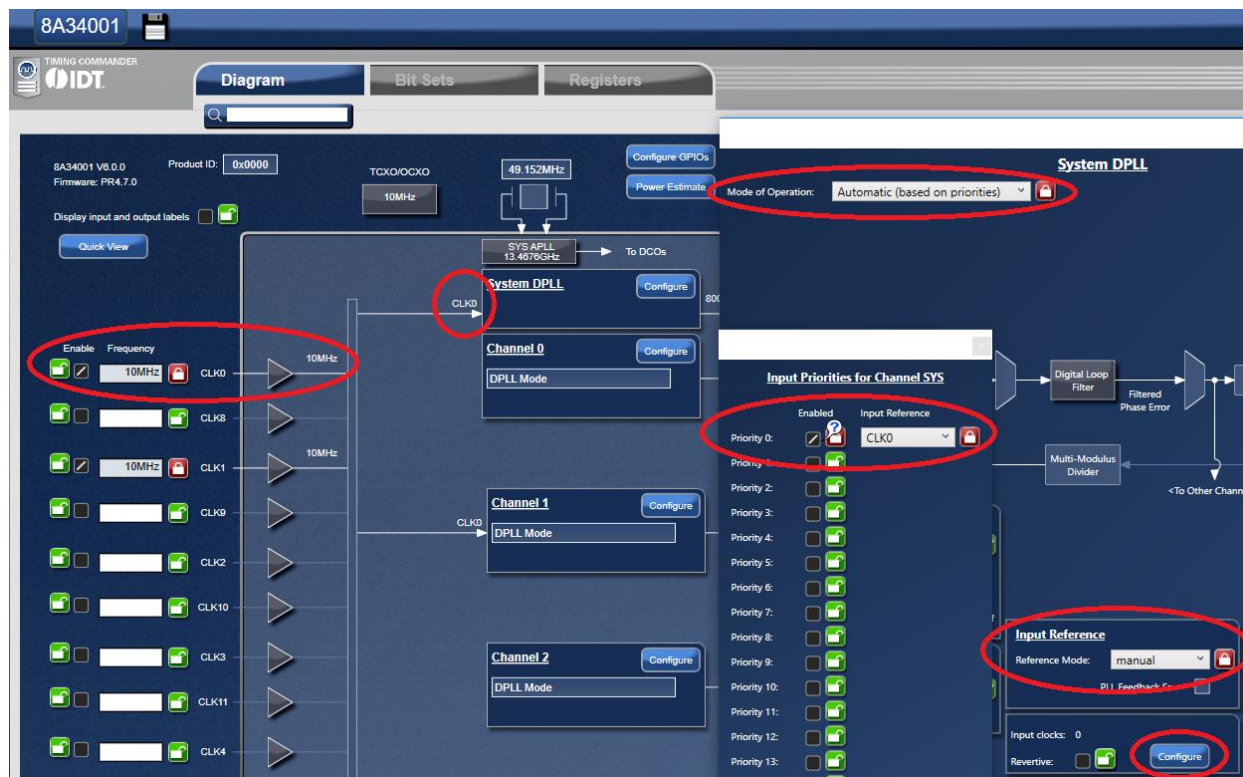 8A34001
TIMING COMMANDER
IDT.
Diagram
Bit Sets
Registers
8A34001 V6.0.0
Product ID: 0x0000
Firmware: PR4.7.0
Display input and output labels
Quick View
TCXO/OCXO
10MHz
49.152MHz
Configure GPIOs
Power Estimate
SYS APLL
13.4676GHz
To DCOs
System DPLL
Configure
CLK0
800
Channel 0
Configure
DPLL Mode
Enable Frequency
10MHz CLK0 10MHz
CLK8
10MHz CLK1 10MHz
CLK9
CLK2
CLK10
CLK3
CLK11
CLK4
Channel 1
Configure
CLK0
DPLL Mode
Channel 2
Configure
DPLL Mode
System DPLL
Mode of Operation: Automatic (based on priorities)
Input Priorities for Channel SYS
Enabled Input Reference
?
Priority 0: CLK0
Priority 1:
Priority 2:
Priority 3:
Priority 4:
Priority 5:
Priority 6:
Priority 7:
Priority 8:
Priority 9:
Priority 10:
Priority 11:
Priority 12:
Priority 13:
Digital Loop
Filter
Filtered
Phase Error
Multi-Modulus
Divider
<To Other Chann
Input Reference
Reference Mode: manual
PLL Feedback
Input clocks: 0
Revertive:
Configure